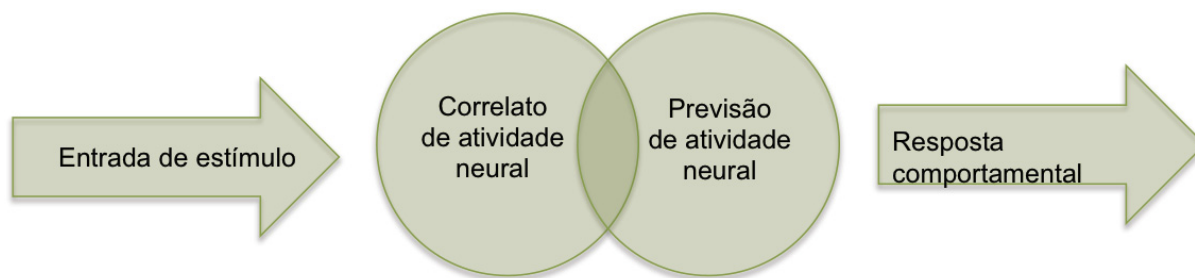 Entrada de estímulo
Correlato
de atividade
neural
Previsão
de atividade
neural
Resposta
comportamental